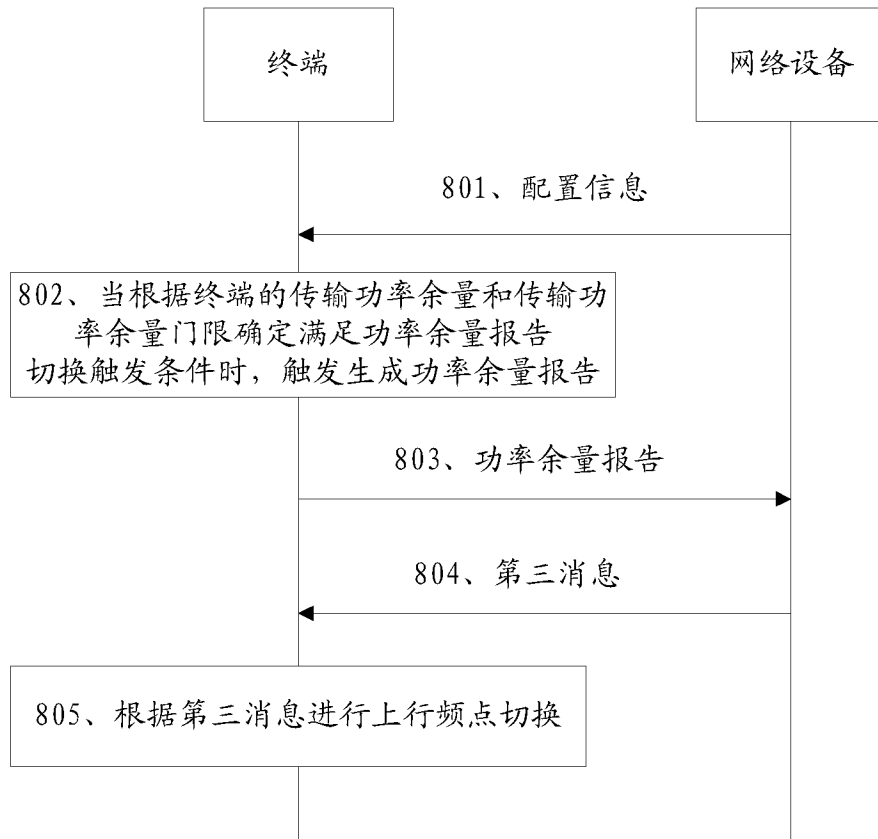 终端
网络设备
801、配置信息
802、当根据终端的传输功率余量和传输功
率余量门限确定满足功率余量报告
切换触发条件时，触发生成功率余量报告
803、功率余量报告
804、第三消息
805、根据第三消息进行上行频点切换